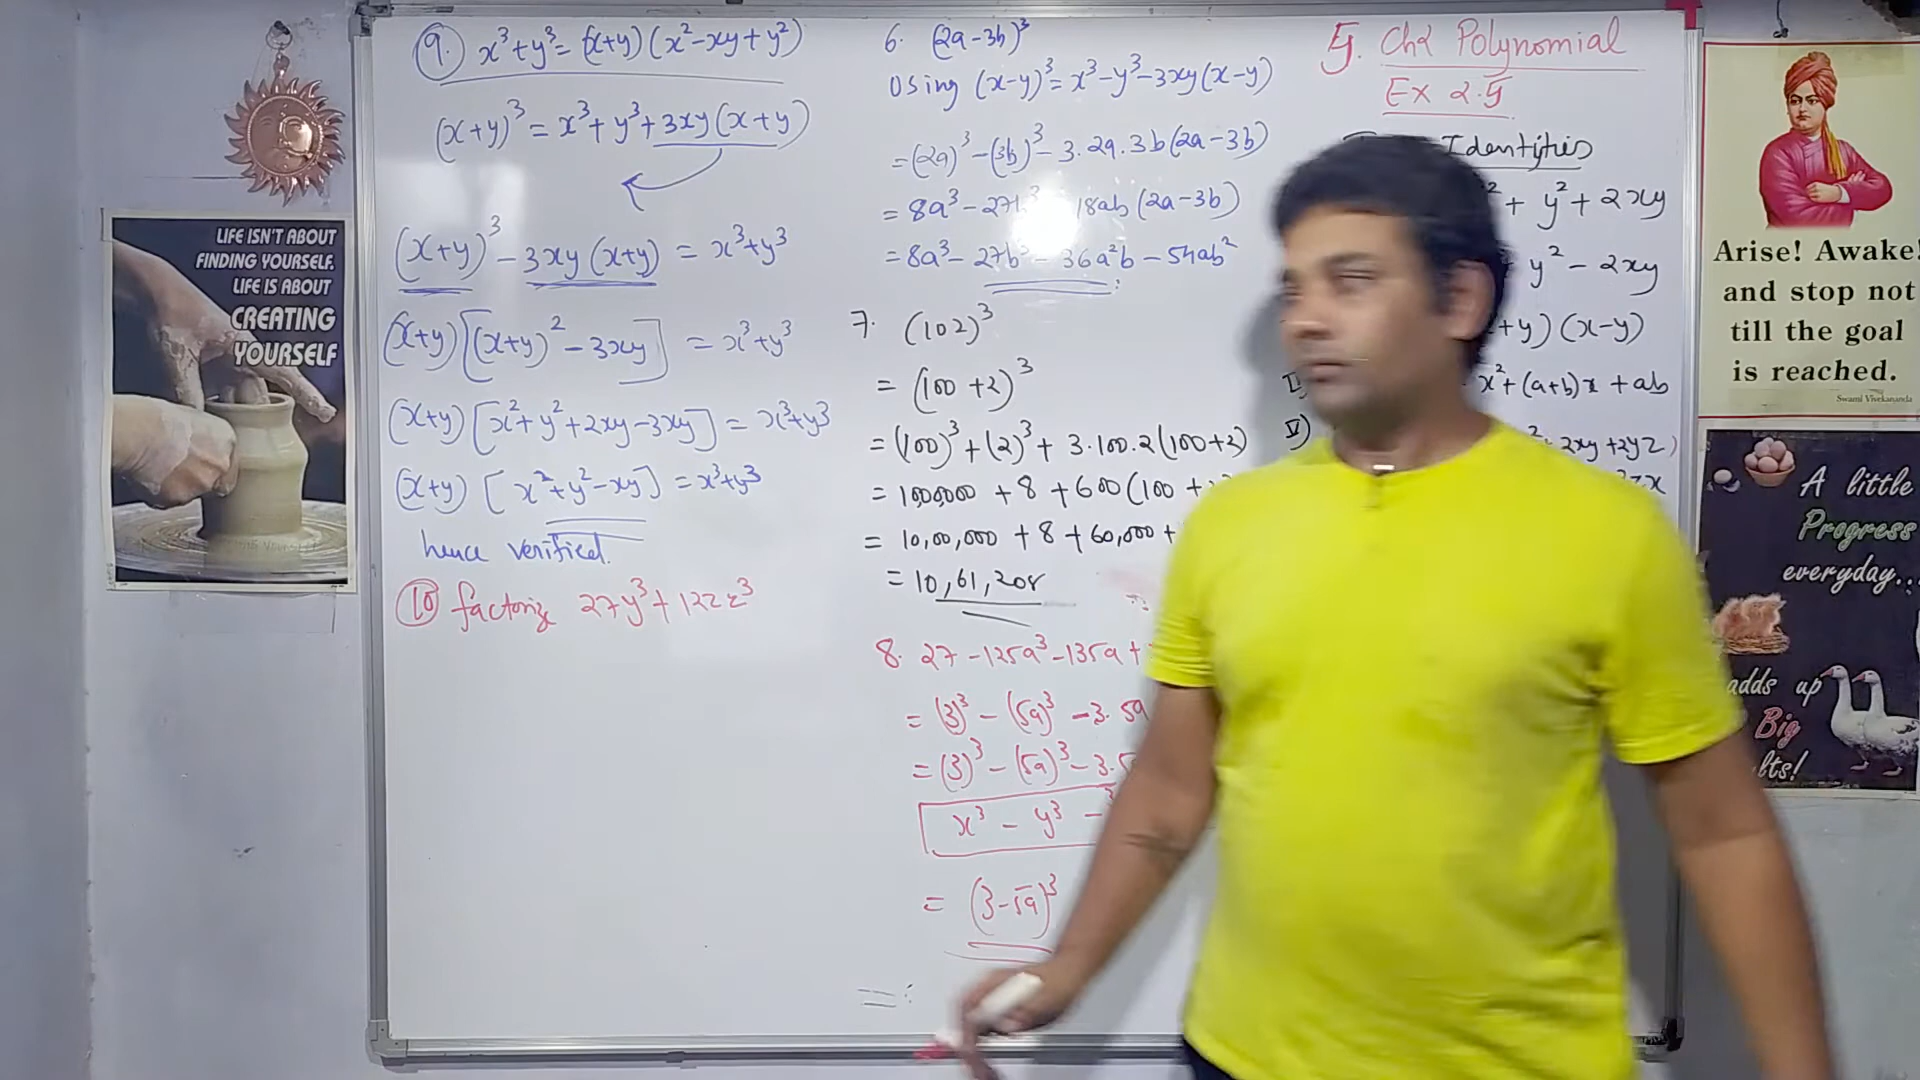 9. x³+y³=(x+y)(x²-xy+y²)
(x+y)³ = x³+y³+3xy(x+y)
(x+y)³-3xy(x+y) = x³+y³
(x+y)[(x+y)²-3xy] = x³+y³
(x+y)[x²+y²+2xy-3xy] = x³+y³
(x+y)[x²+y²-xy] = x³+y³
hence verified.
10 factorize 27y³+122z³
6. (2a-3b)³
Using (x-y)³=x³-y³-3xy(x-y)
=(2a)³-(3b)³-3.2a.3b(2a-3b)
= 8a³-27b³ 18ab(2a-3b)
= 8a³-27b³-36a²b-54ab²
7. (102)³
= (100+2)³
= (100)³+(2)³+3.100.2(100+2)
= 1000000 +8 +600(100 +
= 10,00,000 +8 +60,000 +
= 10,61,208
8. 27-125a³-135a+
= (3)³-(5a)³-3.5a
= (3)³-(5a)³-3.5
x³ - y³ - 3
= (3-5a)³
Ch2 Polynomial
Ex 2.5
Identities
² + y² + 2xy
y² - 2xy
+y)(x-y)
x²+(a+b)x+ab
V)
2xy+2yz
zx
LIFE ISN'T ABOUT
FINDING YOURSELF.
LIFE IS ABOUT
CREATING
YOURSELF
Arise! Awake!
and stop not
till the goal
is reached.
Swami Vivekananda
A little
Progress
everyday...
adds up
Big
lts!